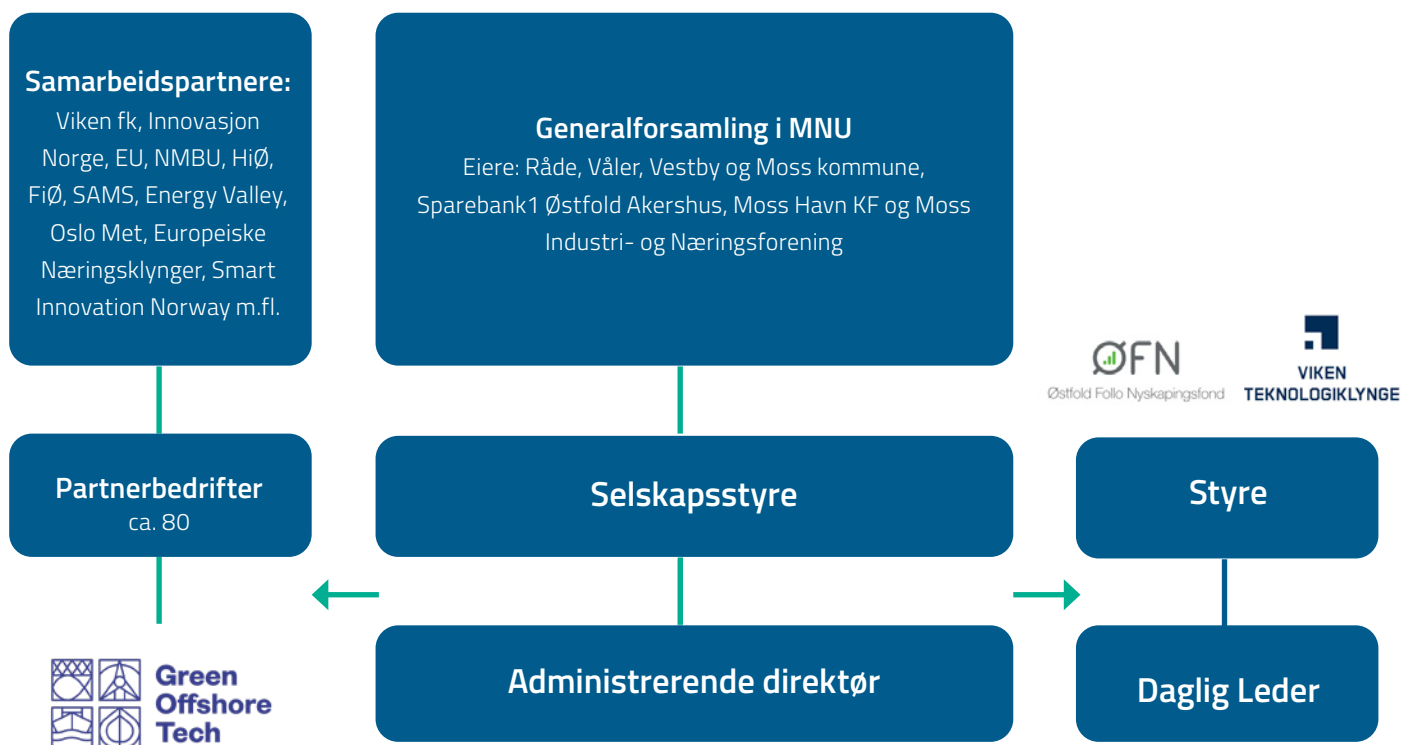 Samarbeidspartnere:
Viken fk, Innovasjon
Norge, EU, NMBU, HiØ,
FiØ, SAMS, Energy Valley,
Oslo Met, Europeiske
Næringsklynger, Smart
Innovation Norway m.fl.
Generalforsamling i MNU
Eiere: Råde, Våler, Vestby og Moss kommune,
Sparebank1 Østfold Akershus, Moss Havn KF og Moss
Industri- og Næringsforening
ØFN
Østfold Follo Nyskapingsfond
VIKEN
TEKNOLOGIKLYNGE
Partnerbedrifter
ca. 80
Selskapsstyre
Styre
Green
Offshore
Tech
Administrerende direktør
Daglig Leder